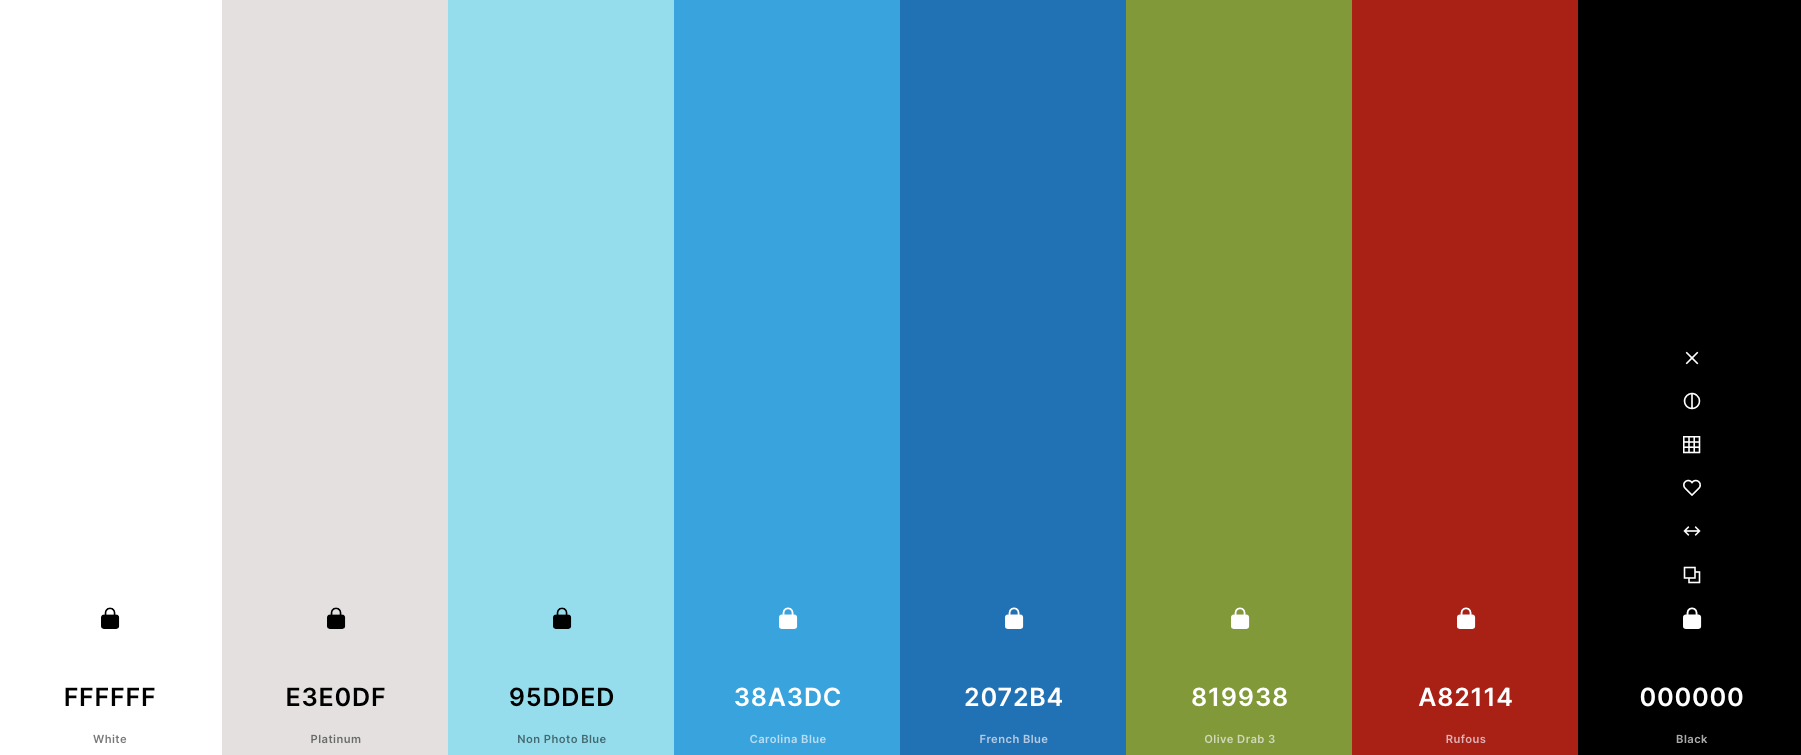 FFFFFF
White
E3E0DF
Platinum
95DDED
Non Photo Blue
38A3DC
Carolina Blue
2072B4
French Blue
819938
Olive Drab 3
A82114
Rufous
000000
Black